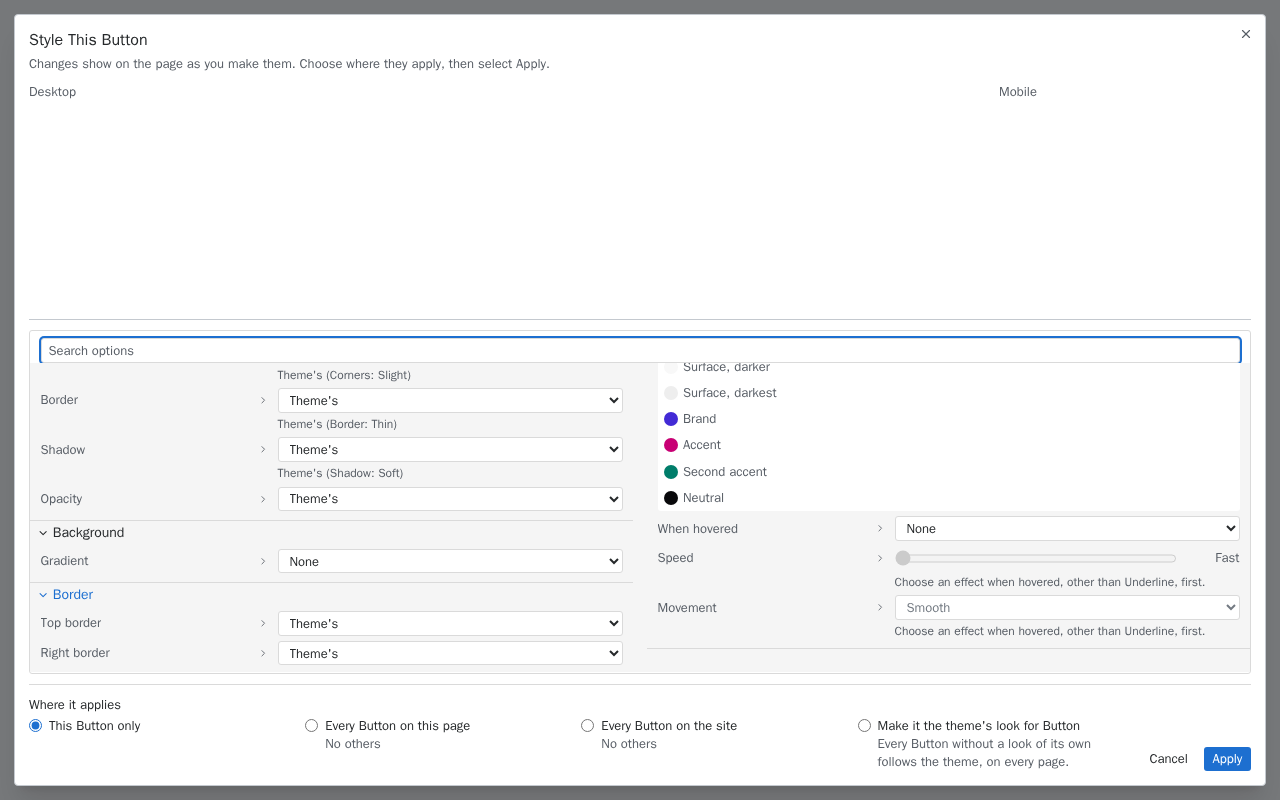 Style This Button
Changes show on the page as you make them. Choose where they apply, then select Apply.
Desktop
Mobile
Search options
Theme's (Corners: Slight)
Border
Theme's
Theme's (Border: Thin)
Shadow
Theme's
Theme's (Shadow: Soft)
Opacity
Theme's
Background
Gradient
None
Border
Top border
Theme's
Right border
Theme's
Surface, darker
Surface, darkest
Brand
Accent
Second accent
Neutral
When hovered
None
Speed
Fast
Choose an effect when hovered, other than Underline, first.
Movement
Smooth
Choose an effect when hovered, other than Underline, first.
Where it applies
This Button only
Every Button on this page
No others
Every Button on the site
No others
Make it the theme's look for Button
Every Button without a look of its own
follows the theme, on every page.
Cancel
Apply